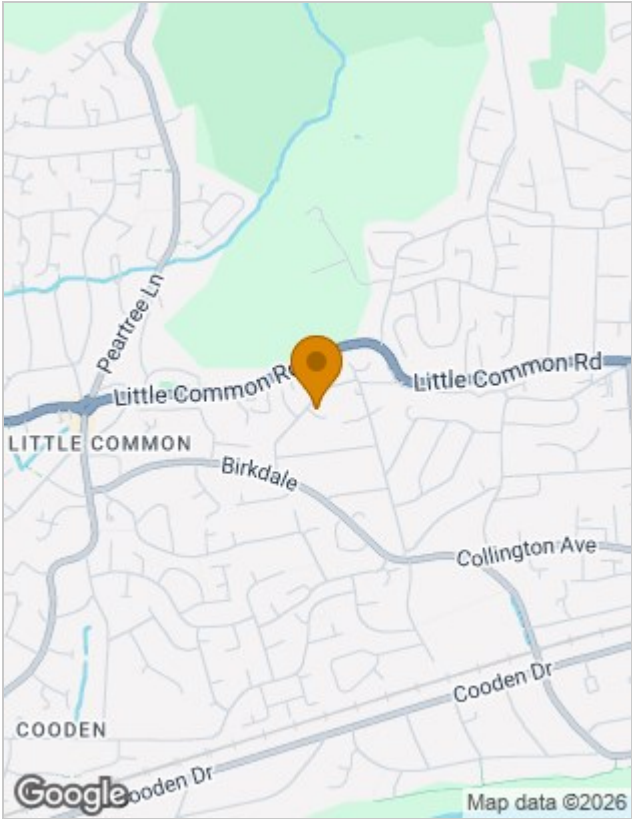 Peartree Ln
Little Common Rd
Little Common Rd
LITTLE COMMON
Birkdale
Collington Ave
Cooden Dr
COODEN
Cooden Dr
Google
Map data ©2026